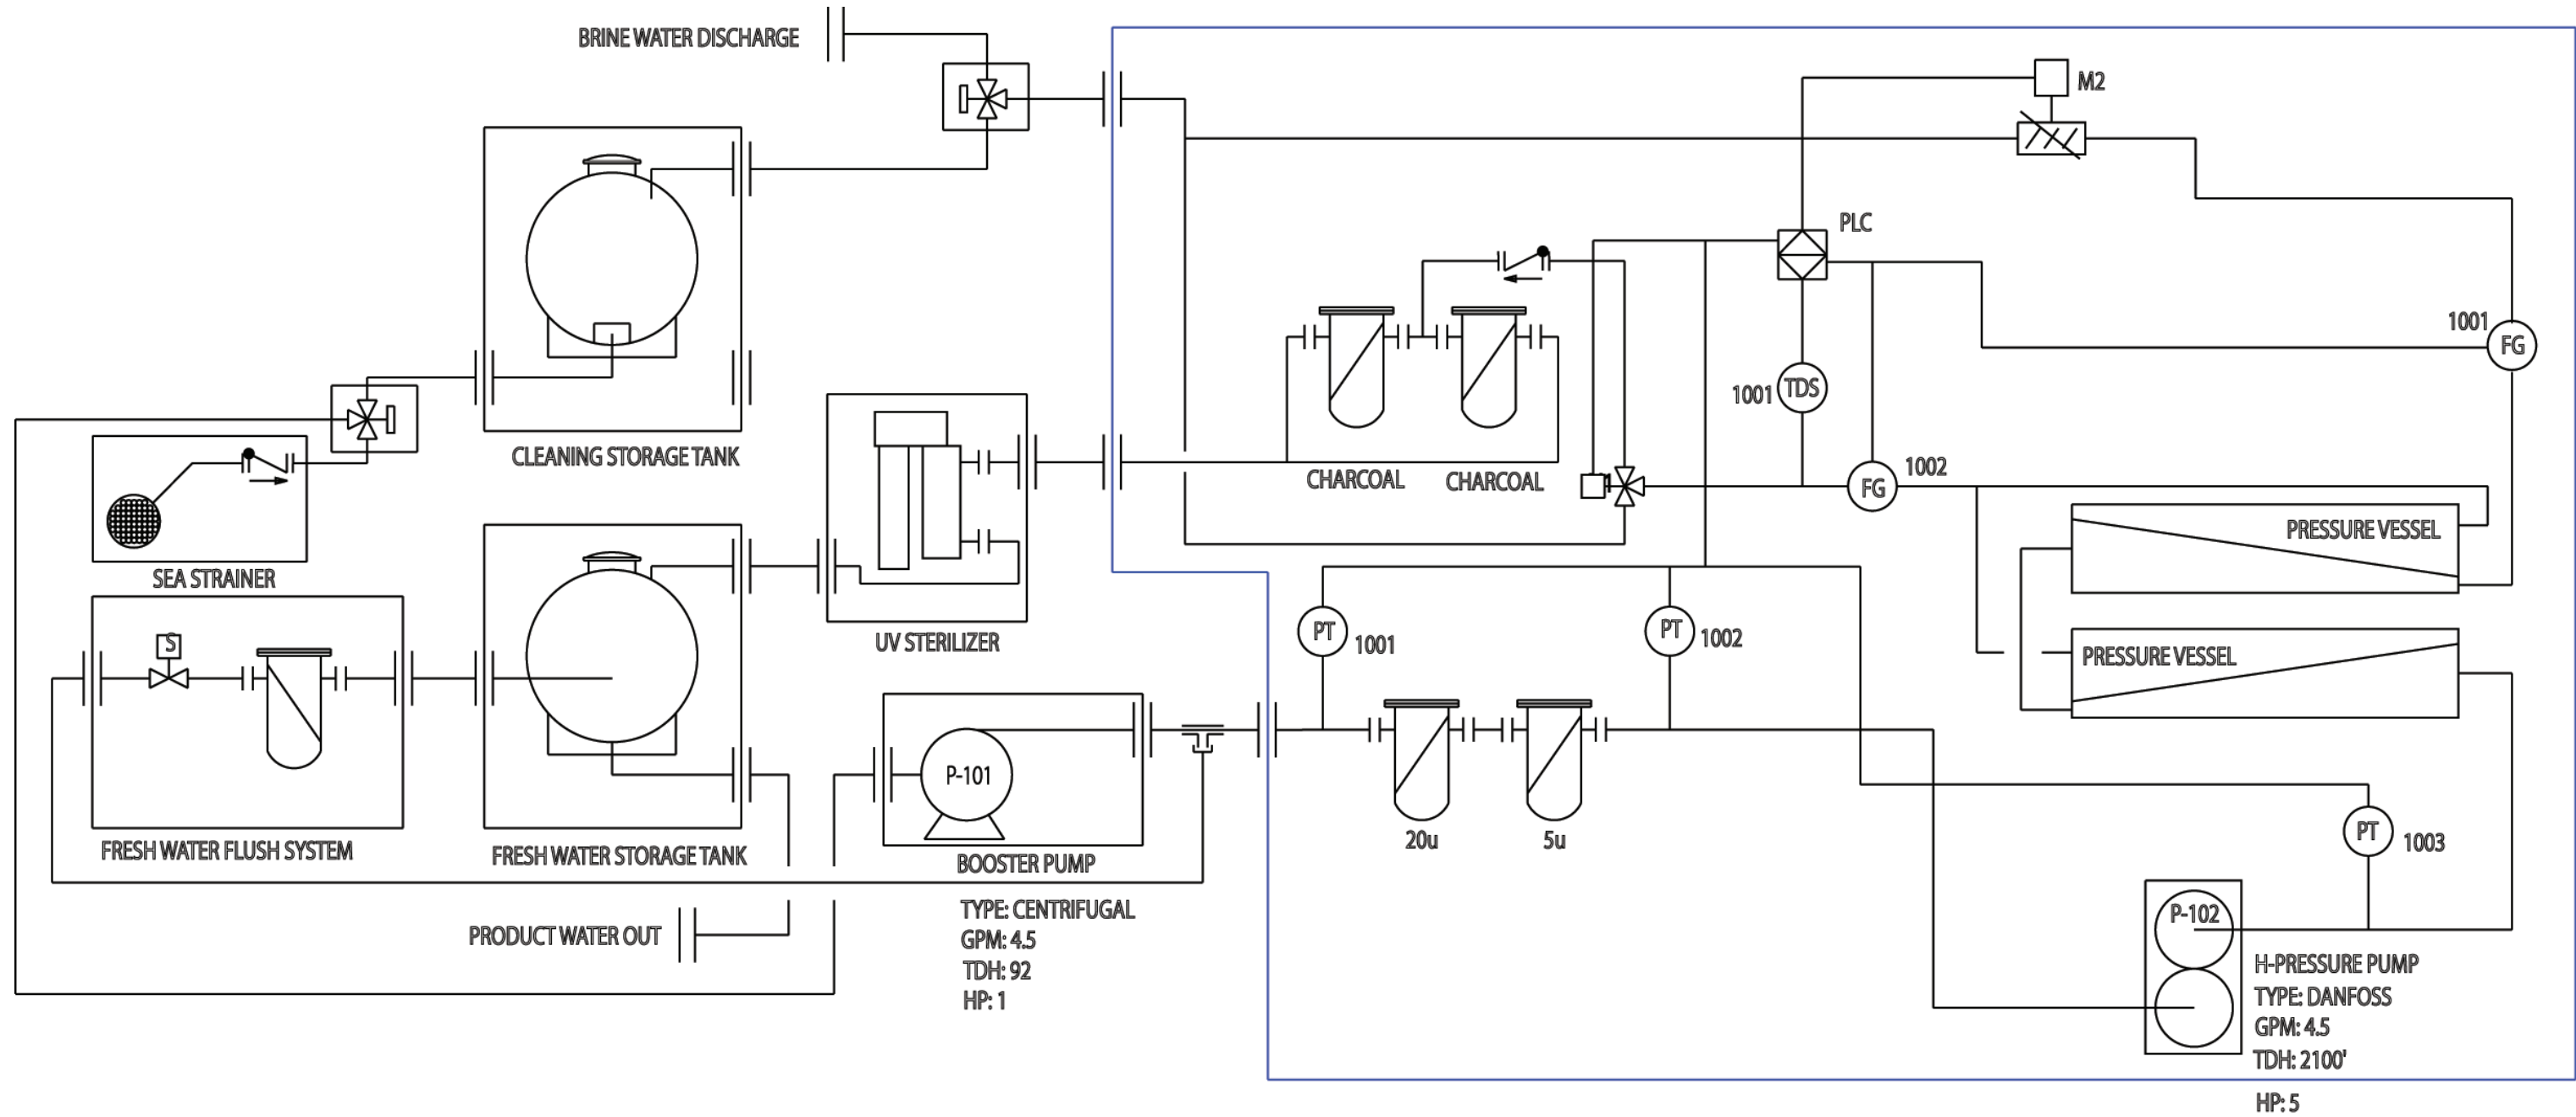 BRINE WATER DISCHARGE
M2
PLC
1001
FG
1001
TDS
CLEANING STORAGE TANK
CHARCOAL
CHARCOAL
1002
FG
SEA STRAINER
PRESSURE VESSEL
S
UV STERILIZER
PT
1001
PT
1002
PRESSURE VESSEL
P-101
FRESH WATER FLUSH SYSTEM
FRESH WATER STORAGE TANK
BOOSTER PUMP
TYPE: CENTRIFUGAL
GPM: 4.5
TDH: 92
HP: 1
20u
5u
PT
1003
PRODUCT WATER OUT
P-102
H-PRESSURE PUMP
TYPE: DANFOSS
GPM: 4.5
TDH: 2100'
HP: 5